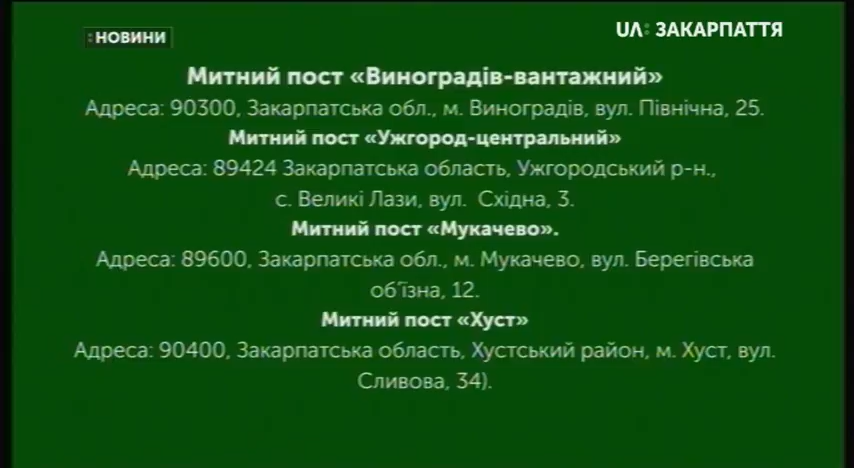 :НОВИНИ
UA: ЗАКАРПАТТЯ
Митний пост «Виноградів-вантажний»
Адреса: 90300, Закарпатська обл., м. Виноградів, вул. Північна, 25.
Митний пост «Ужгород-центральний»
Адреса: 89424 Закарпатська область, Ужгородський р-н.,
с. Великі Лази, вул. Східна, 3.
Митний пост «Мукачево».
Адреса: 89600, Закарпатська обл., м. Мукачево, вул. Берегівська
об’їзна, 12.
Митний пост «Хуст»
Адреса: 90400, Закарпатська область, Хустський район, м. Хуст, вул.
Сливова, 34).